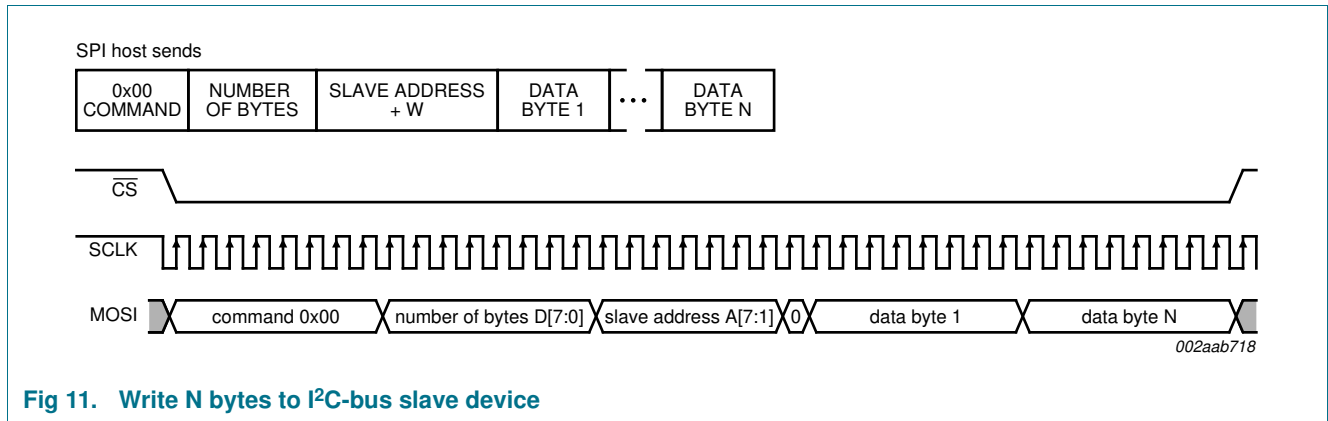 SPI host sends
0x00 COMMAND
NUMBER OF BYTES
SLAVE ADDRESS + W
DATA BYTE 1
...
DATA BYTE N
CS
SCLK
MOSI
command 0x00
number of bytes D[7:0]
slave address A[7:1]
0
data byte 1
data byte N
002aab718
Fig 11. Write N bytes to I²C-bus slave device